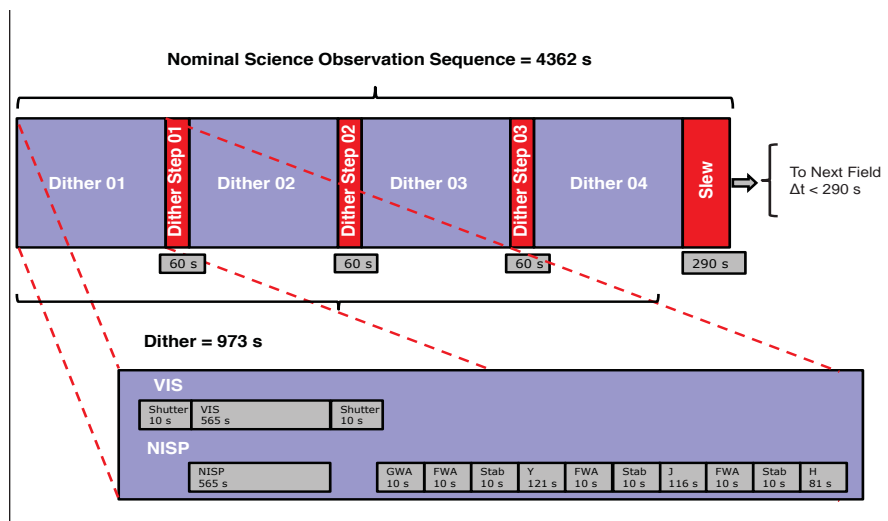 Nominal Science Observation Sequence = 4362 s
Dither 01
Dither Step 01
Dither 02
Dither Step 02
Dither 03
Dither Step 03
Dither 04
Slew
To Next Field
Δt < 290 s
60 s
60 s
60 s
290 s
Dither = 973 s
VIS
Shutter
10 s
VIS
565 s
Shutter
10 s
NISP
NISP
565 s
GWA
10 s
FWA
10 s
Stab
10 s
Y
121 s
FWA
10 s
Stab
10 s
J
116 s
FWA
10 s
Stab
10 s
H
81 s